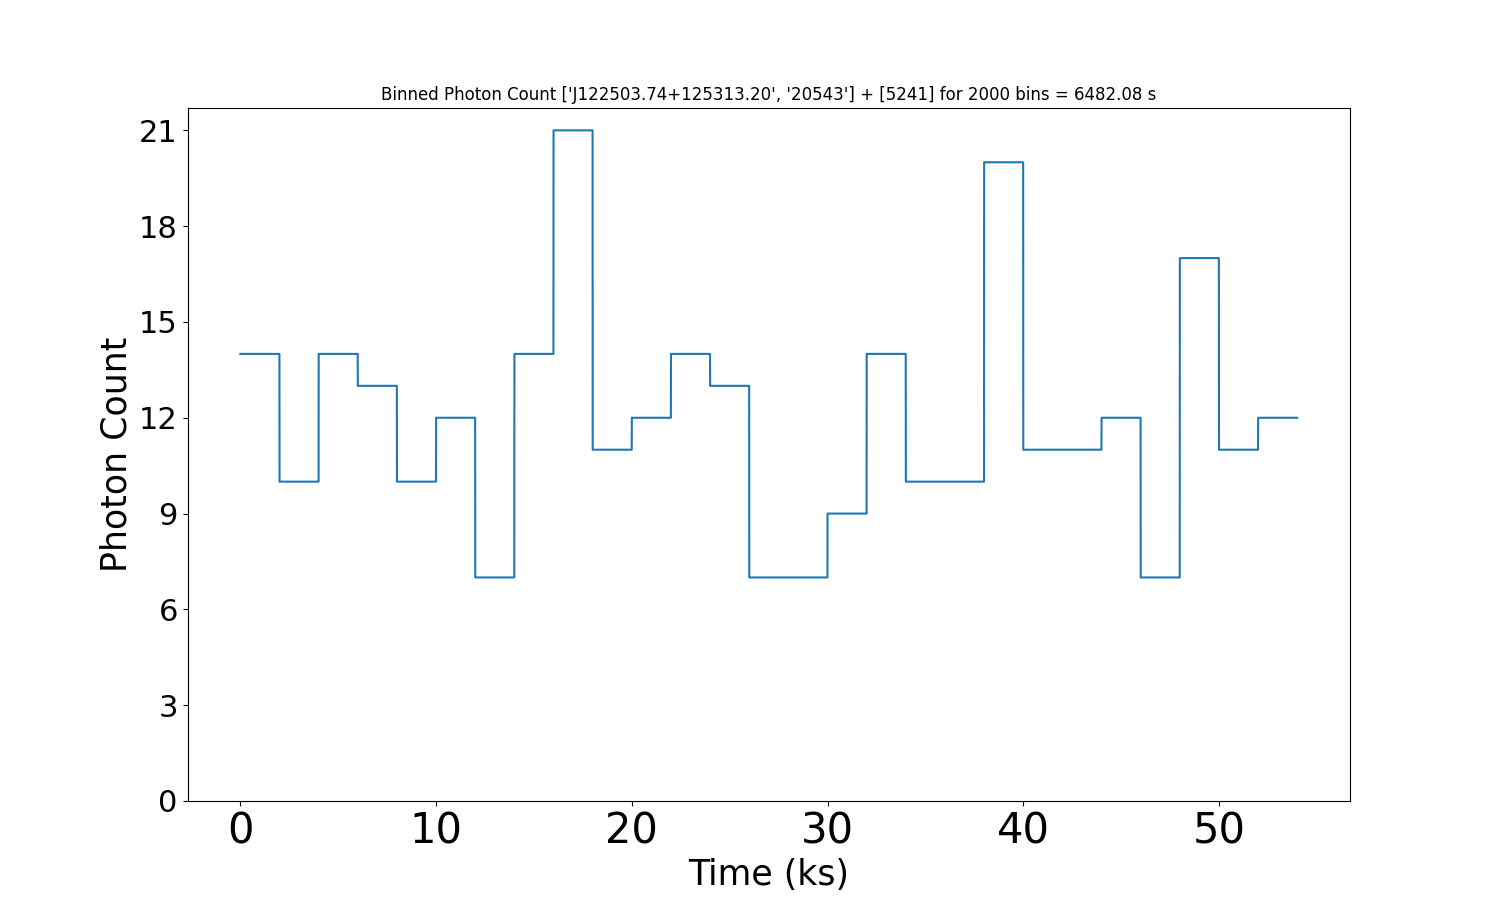 Binned Photon Count ['J122503.74+125313.20', '20543'] + [5241] for 2000 bins = 6482.08 s
21
18
15
12
9
6
3
0
Photon Count
0 10 20 30 40 50
Time (ks)